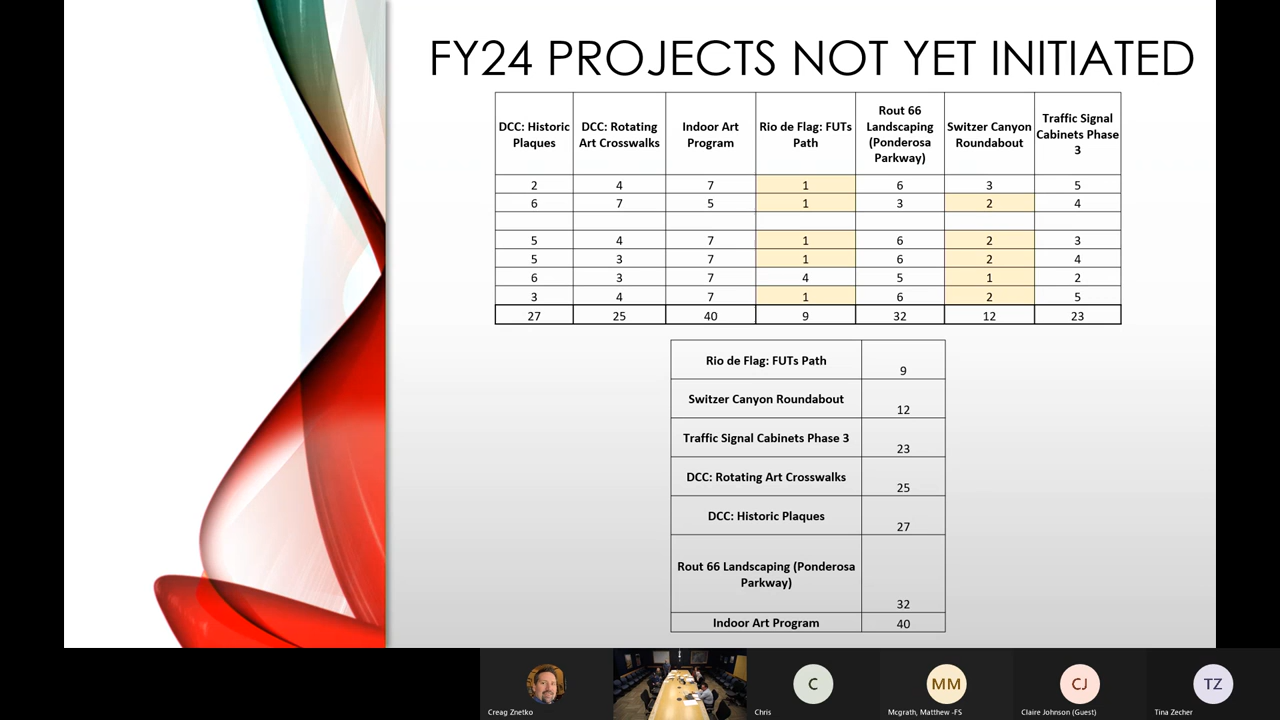 FY24 PROJECTS NOT YET INITIATED
DCC: Historic Plaques DCC: Rotating Art Crosswalks Indoor Art Program Rio de Flag: FUTs Path Rout 66 Landscaping (Ponderosa Parkway) Switzer Canyon Roundabout Traffic Signal Cabinets Phase 3
2 4 7 1 6 3 5
6 7 5 1 3 2 4
5 4 7 1 6 2 3
5 3 7 1 6 2 4
6 3 7 4 5 1 2
3 4 7 1 6 2 5
27 25 40 9 32 12 23
Rio de Flag: FUTs Path 9
Switzer Canyon Roundabout 12
Traffic Signal Cabinets Phase 3 23
DCC: Rotating Art Crosswalks 25
DCC: Historic Plaques 27
Rout 66 Landscaping (Ponderosa Parkway) 32
Indoor Art Program 40
C MM CJ TZ
Creag Znetko Chris Mcgrath, Matthew -FS Claire Johnson (Guest) Tina Zecher